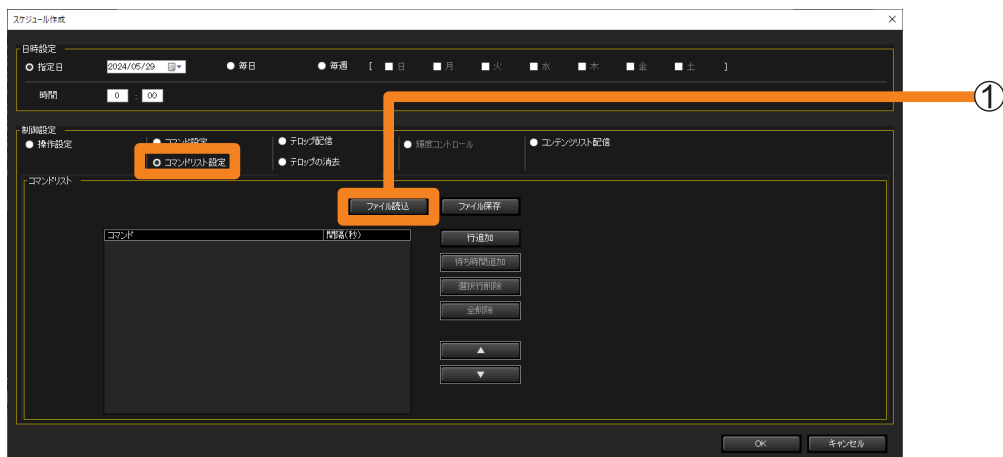 スケジュール作成
日時設定
指定日 2024/05/29 毎日 毎週 [ 日 月 火 水 木 金 土 ]
時間 0 : 00
①
制御設定
操作設定 コマンド設定 テロップ配信 輝度コントロール コンテンツリスト配信
コマンドリスト設定 テロップの消去
コマンドリスト
ファイル読込 ファイル保存
コマンド 間隔(秒)
行追加
待ち時間追加
選択行削除
全削除
▲
▼
OK キャンセル